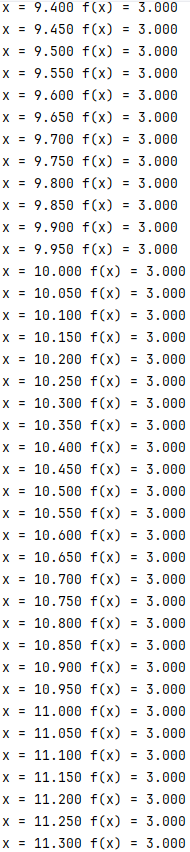 x = 9.400 f(x) = 3.000
x = 9.450 f(x) = 3.000
x = 9.500 f(x) = 3.000
x = 9.550 f(x) = 3.000
x = 9.600 f(x) = 3.000
x = 9.650 f(x) = 3.000
x = 9.700 f(x) = 3.000
x = 9.750 f(x) = 3.000
x = 9.800 f(x) = 3.000
x = 9.850 f(x) = 3.000
x = 9.900 f(x) = 3.000
x = 9.950 f(x) = 3.000
x = 10.000 f(x) = 3.000
x = 10.050 f(x) = 3.000
x = 10.100 f(x) = 3.000
x = 10.150 f(x) = 3.000
x = 10.200 f(x) = 3.000
x = 10.250 f(x) = 3.000
x = 10.300 f(x) = 3.000
x = 10.350 f(x) = 3.000
x = 10.400 f(x) = 3.000
x = 10.450 f(x) = 3.000
x = 10.500 f(x) = 3.000
x = 10.550 f(x) = 3.000
x = 10.600 f(x) = 3.000
x = 10.650 f(x) = 3.000
x = 10.700 f(x) = 3.000
x = 10.750 f(x) = 3.000
x = 10.800 f(x) = 3.000
x = 10.850 f(x) = 3.000
x = 10.900 f(x) = 3.000
x = 10.950 f(x) = 3.000
x = 11.000 f(x) = 3.000
x = 11.050 f(x) = 3.000
x = 11.100 f(x) = 3.000
x = 11.150 f(x) = 3.000
x = 11.200 f(x) = 3.000
x = 11.250 f(x) = 3.000
x = 11.300 f(x) = 3.000